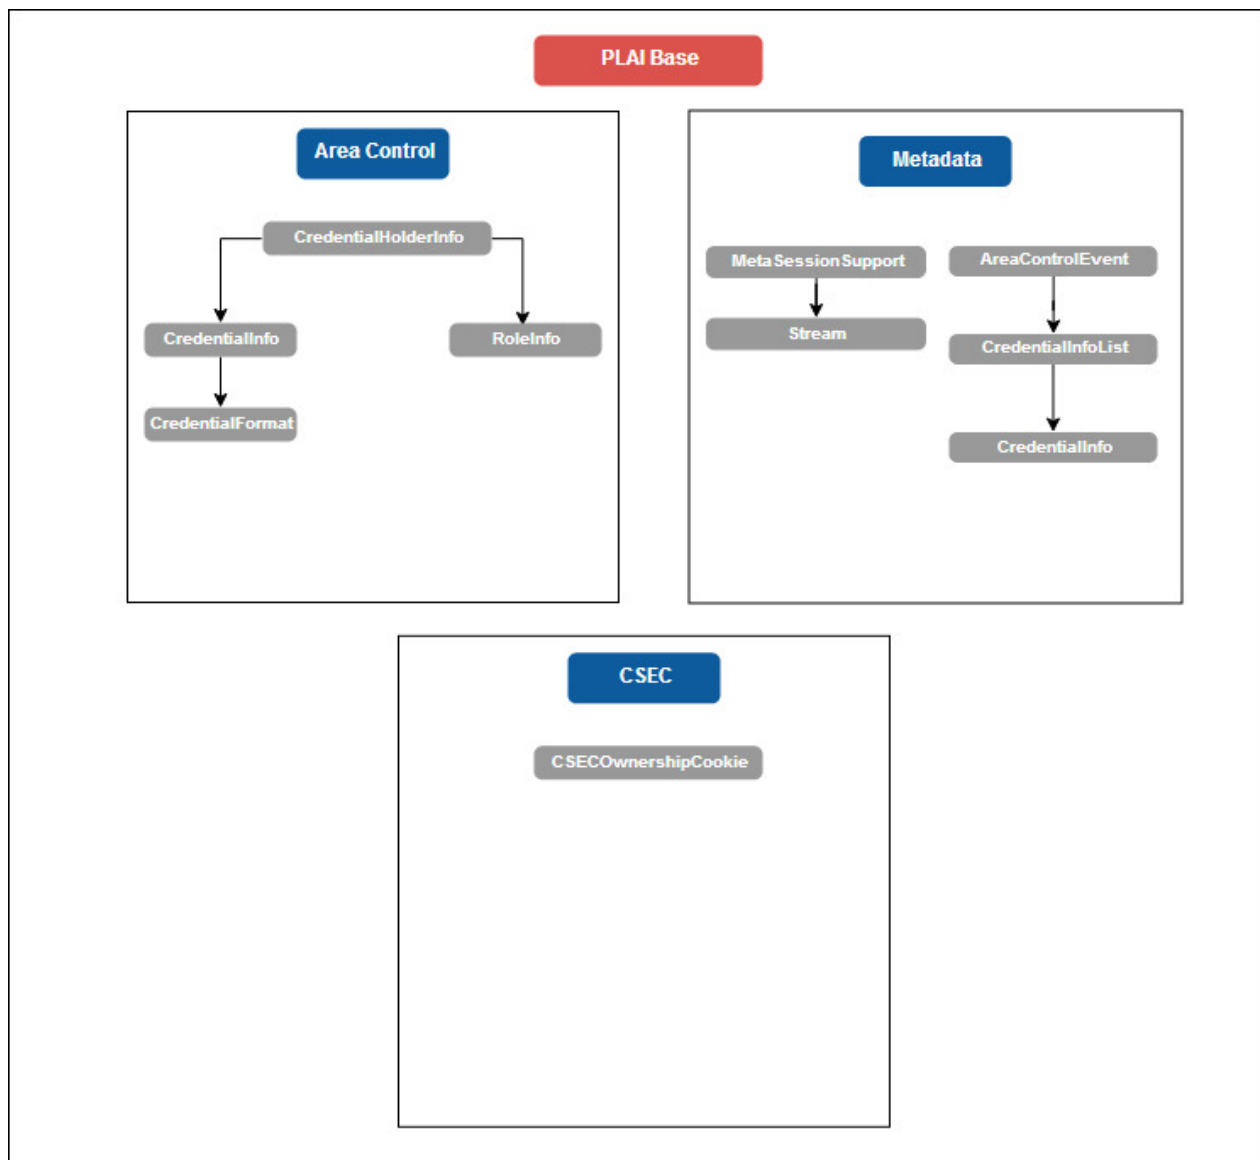 PLAI Base
Area Control
CredentialHolderInfo
CredentialInfo
RoleInfo
CredentialFormat
Metadata
MetaSessionSupport
AreaControlEvent
Stream
CredentialInfoList
CredentialInfo
CSEC
CSECOwnershipCookie